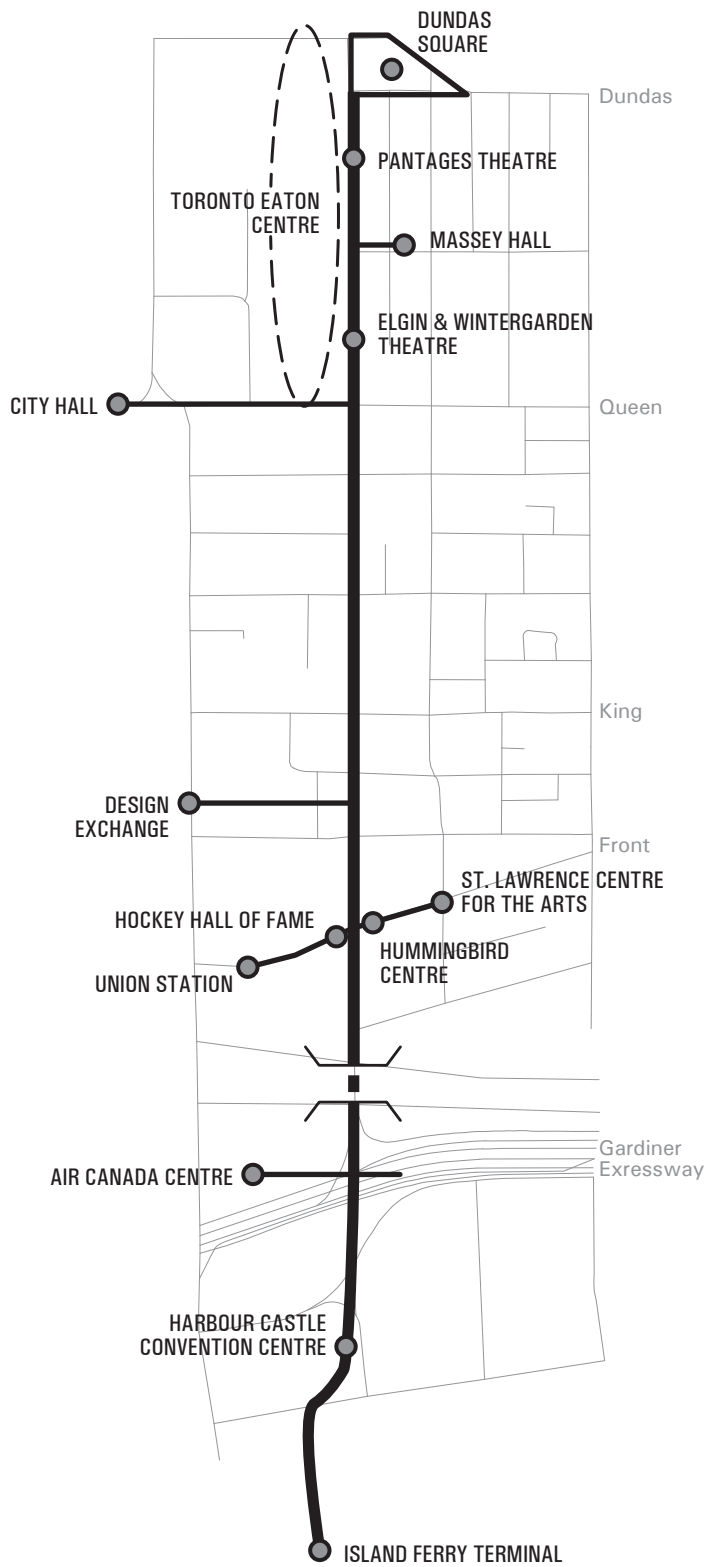 DUNDAS
SQUARE
Dundas
PANTAGES THEATRE
TORONTO EATON
CENTRE
MASSEY HALL
ELGIN & WINTERGARDEN
THEATRE
CITY HALL
Queen
King
DESIGN
EXCHANGE
Front
ST. LAWRENCE CENTRE
FOR THE ARTS
HOCKEY HALL OF FAME
HUMMINGBIRD
CENTRE
UNION STATION
Gardiner
Exressway
AIR CANADA CENTRE
HARBOUR CASTLE
CONVENTION CENTRE
ISLAND FERRY TERMINAL